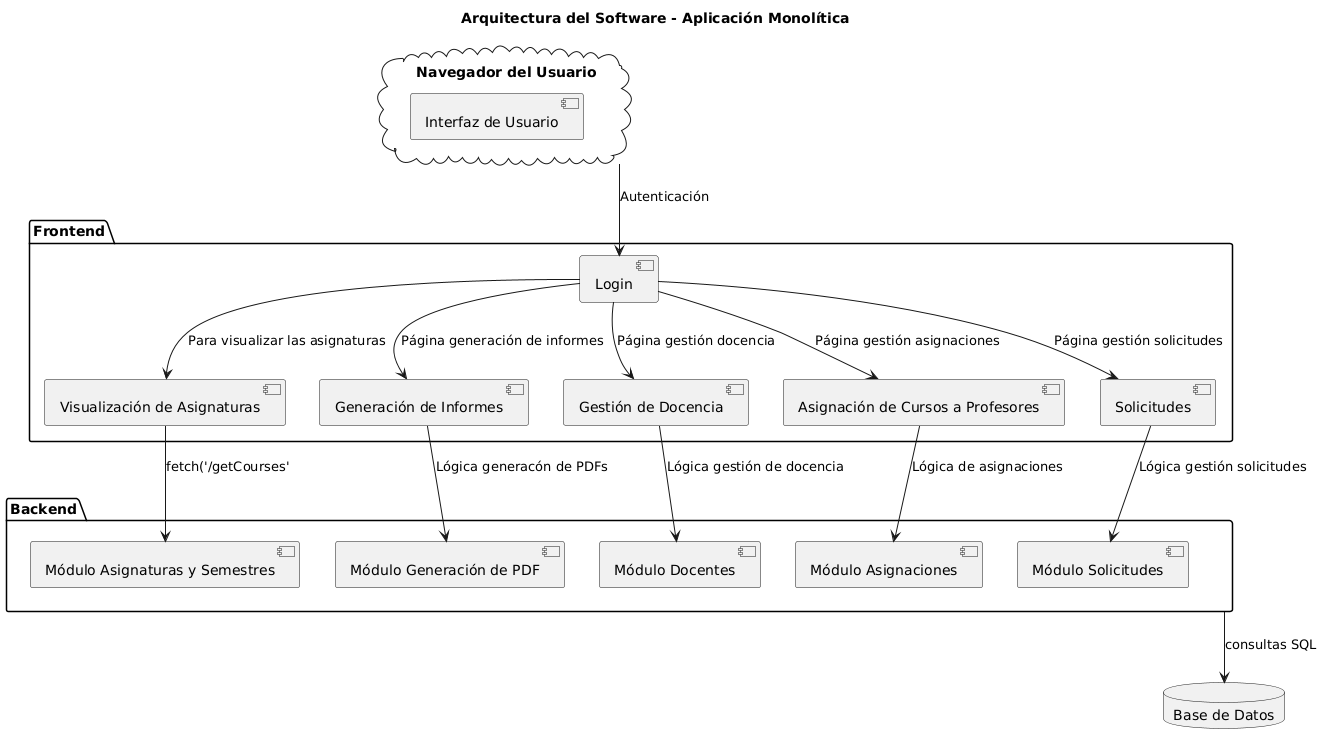 Arquitectura del Software - Aplicación Monolítica
Navegador del Usuario
Interfaz de Usuario
Autenticación
Frontend
Login
Para visualizar las asignaturas
Página generación de informes
Página gestión docencia
Página gestión asignaciones
Página gestión solicitudes
Visualización de Asignaturas
Generación de Informes
Gestión de Docencia
Asignación de Cursos a Profesores
Solicitudes
fetch('/getCourses'
Lógica generacón de PDFs
Lógica gestión de docencia
Lógica de asignaciones
Lógica gestión solicitudes
Backend
Módulo Asignaturas y Semestres
Módulo Generación de PDF
Módulo Docentes
Módulo Asignaciones
Módulo Solicitudes
consultas SQL
Base de Datos